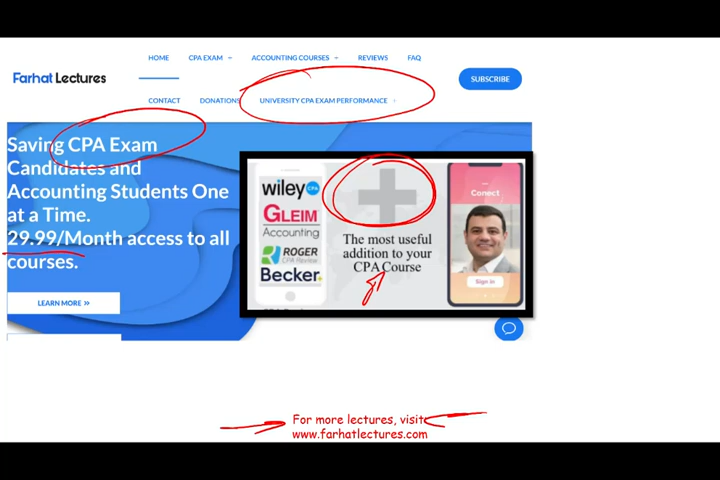 HOME
CPA EXAM
ACCOUNTING COURSES
REVIEWS
FAQ
Farhat Lectures
SUBSCRIBE
CONTACT
DONATIONS
UNIVERSITY CPA EXAM PERFORMANCE
Saving CPA Exam
Candidates and
Accounting Students One
at a Time.
29.99/Month access to all
courses.
LEARN MORE »
wiley CPA
GLEIM
Accounting
ROGER
CPA Review
Becker
The most useful
addition to your
CPA Course
Conect
Sign in
For more lectures, visit
www.farhatlectures.com